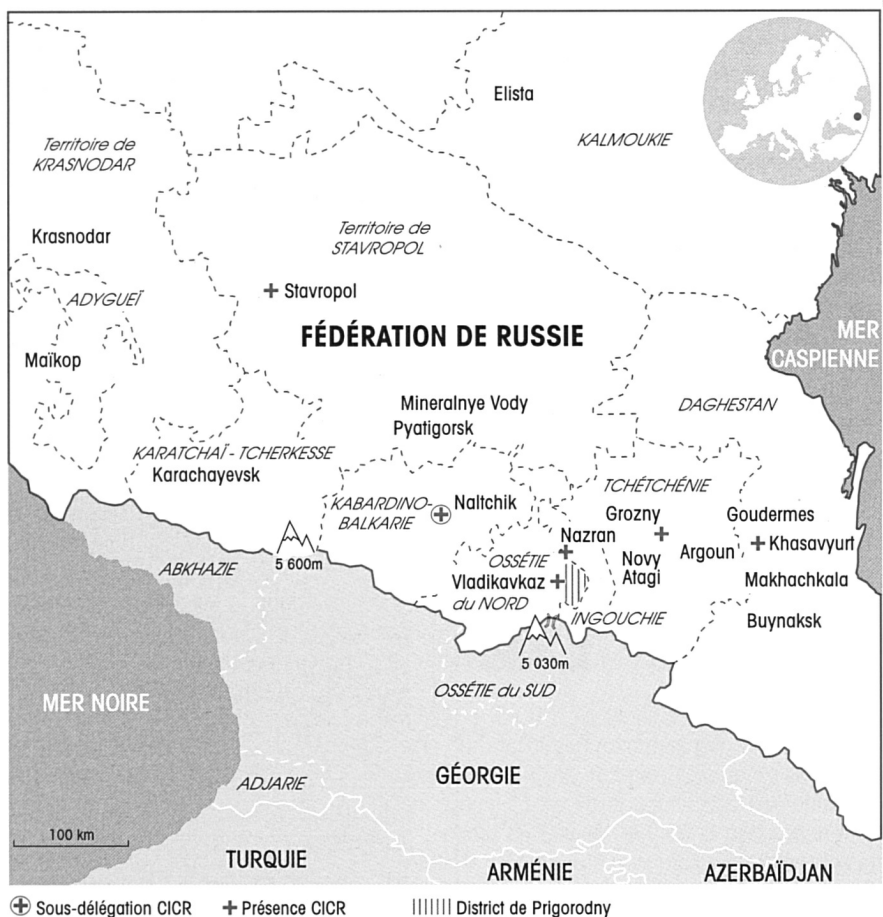 Elista
KALMOUKIE
Territoire de
KRASNODAR
Krasnodar
Territoire de
STAVROPOL
ADYGUEÏ
Stavropol
FÉDÉRATION DE RUSSIE
MER
CASPIENNE
Maïkop
Mineralnye Vody
Pyatigorsk
DAGHESTAN
KARATCHAÏ - TCHERKESSE
Karachayevsk
KABARDINO-
BALKARIE
Naltchik
TCHÉTCHÉNIE
Grozny
Goudermes
Nazran
Khasavyurt
Novy
Atagi
Argoun
5 600m
ABKHAZIE
OSSÉTIE
Vladikavkaz
du NORD
Makhachkala
INGOUCHIE
Buynaksk
5 030m
OSSÉTIE du SUD
MER NOIRE
GÉORGIE
ADJARIE
100 km
TURQUIE
ARMÉNIE
AZERBAÏDJAN
Sous-délégation CICR
Présence CICR
District de Prigorodny